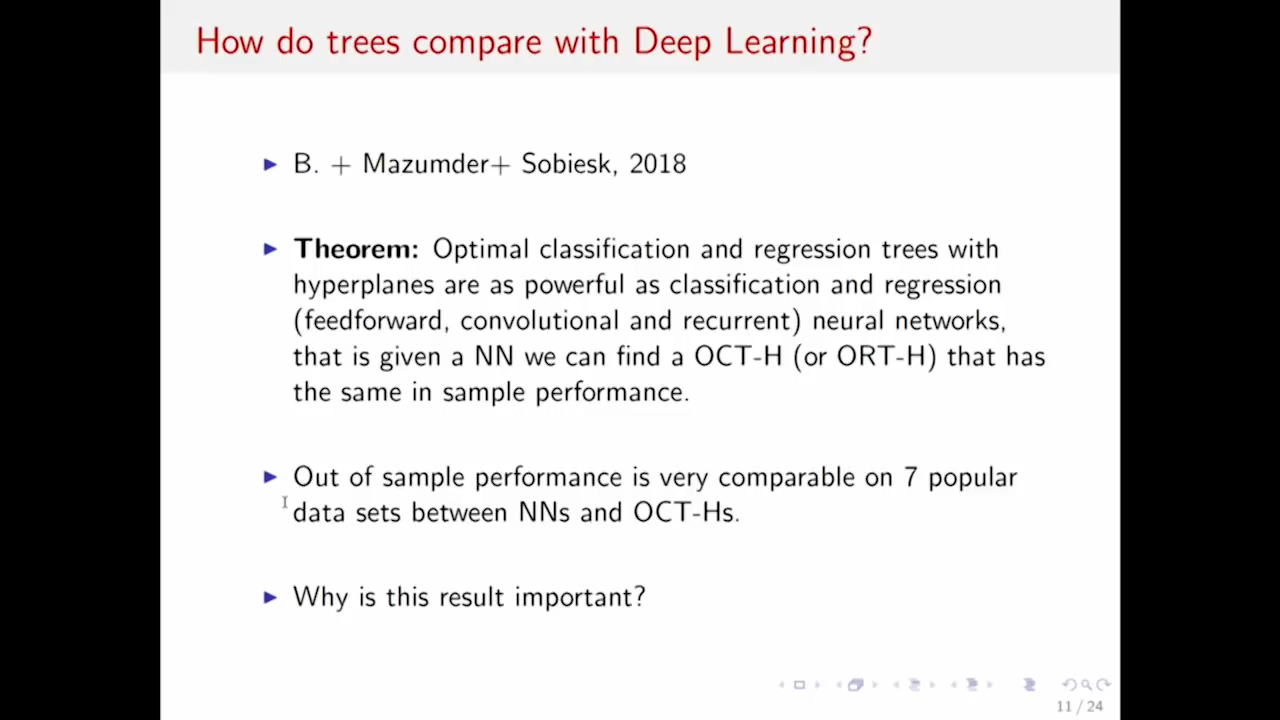 How do trees compare with Deep Learning?
B. + Mazumder+ Sobiesk, 2018
Theorem: Optimal classification and regression trees with
hyperplanes are as powerful as classification and regression
(feedforward, convolutional and recurrent) neural networks,
that is given a NN we can find a OCT-H (or ORT-H) that has
the same in sample performance.
Out of sample performance is very comparable on 7 popular
data sets between NNs and OCT-Hs.
Why is this result important?
11 / 24